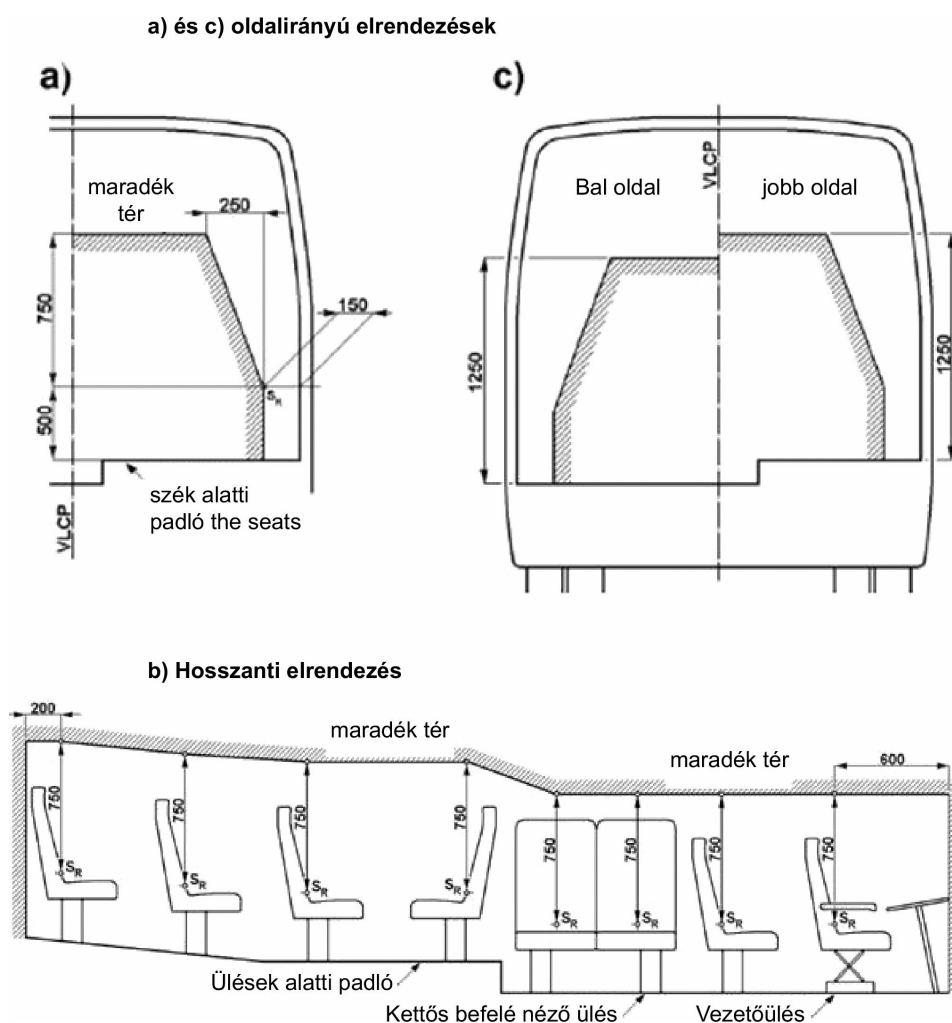 a) és c) oldalirányú elrendezések
a)
c)
maradék
tér
250
750
500
150
S_R
VLCP
szék alatti
padló the seats
Bal oldal
VLCP
jobb oldal
1250
1250
b) Hosszanti elrendezés
200
maradék tér
maradék tér
600
750
750
750
750
750
750
750
750
S_R
S_R
S_R
S_R
S_R
S_R
S_R
S_R
Ülések alatti padló
Kettős befelé néző ülés
Vezetőülés